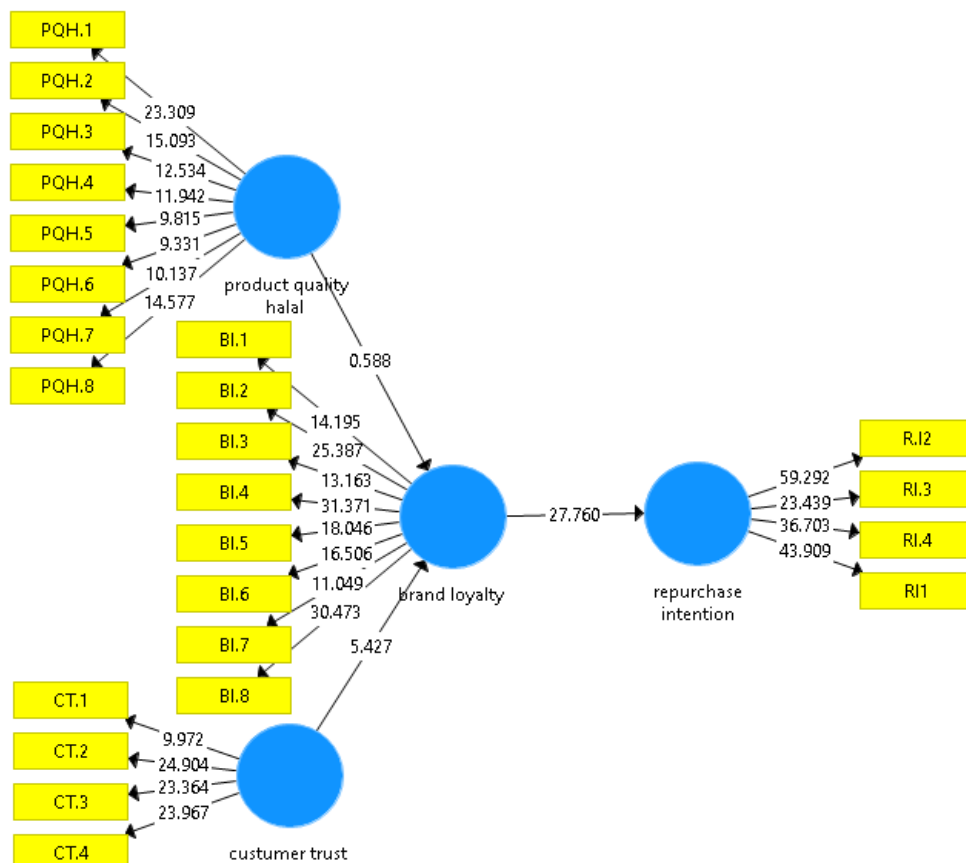 PQH.1
PQH.2
PQH.3
PQH.4
PQH.5
PQH.6
PQH.7
PQH.8
23.309
15.093
12.534
11.942
9.815
9.331
10.137
14.577
product quality
halal
0.588
BI.1
BI.2
BI.3
BI.4
BI.5
BI.6
BI.7
BI.8
14.195
25.387
13.163
31.371
18.046
16.506
11.049
30.473
brand loyalty
27.760
repurchase
intention
59.292
23.439
36.703
43.909
R.I2
RI.3
RI.4
RI1
5.427
CT.1
CT.2
CT.3
CT.4
9.972
24.904
23.364
23.967
custumer trust